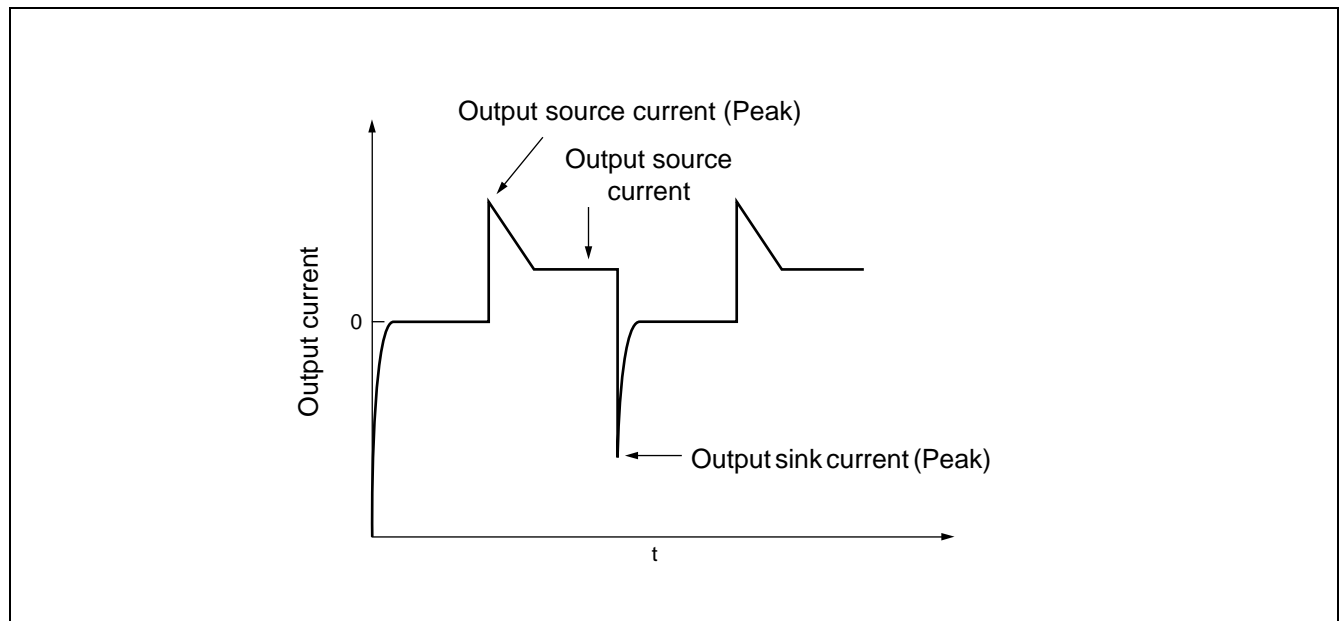 Output source current (Peak)
Output source
current
Output current
0
Output sink current (Peak)
t